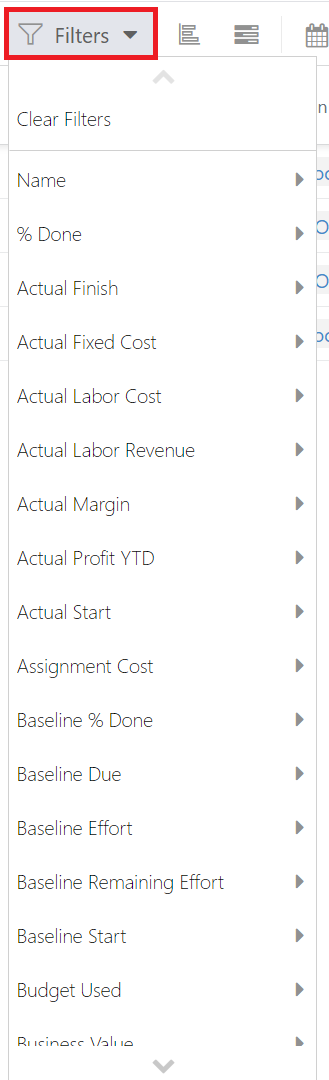 Filters
Clear Filters
Name
% Done
Actual Finish
Actual Fixed Cost
Actual Labor Cost
Actual Labor Revenue
Actual Margin
Actual Profit YTD
Actual Start
Assignment Cost
Baseline % Done
Baseline Due
Baseline Effort
Baseline Remaining Effort
Baseline Start
Budget Used
Business Value